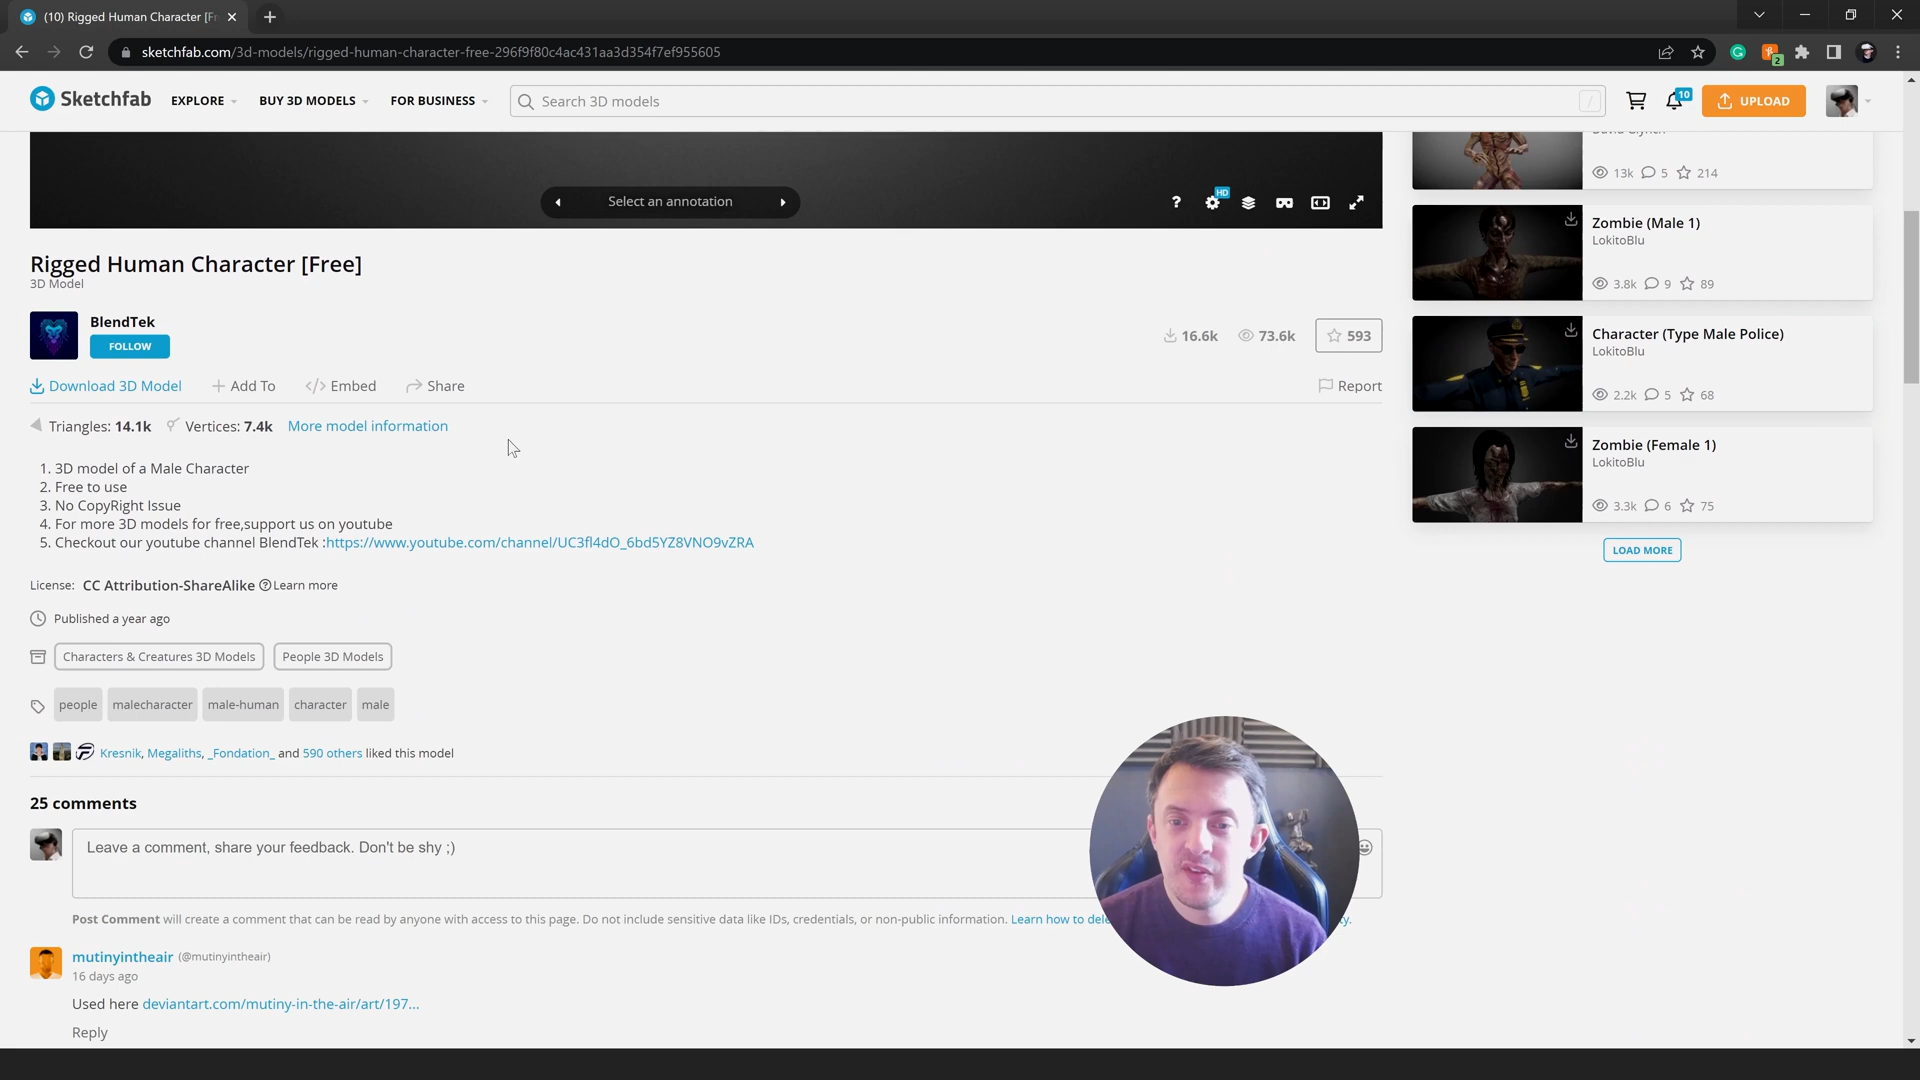 (10) Rigged Human Character [Fr
sketchfab.com/3d-models/rigged-human-character-free-296f9f80c4ac431aa3d354f7ef955605
2
Sketchfab
EXPLORE
BUY 3D MODELS
FOR BUSINESS
Search 3D models
/
10
UPLOAD
Select an annotation
?
HD
13k 5 214
Zombie (Male 1)
LokitoBlu
3.8k 9 89
Character (Type Male Police)
LokitoBlu
2.2k 5 68
Zombie (Female 1)
LokitoBlu
3.3k 6 75
LOAD MORE
Rigged Human Character [Free]
3D Model
BlendTek
FOLLOW
16.6k 73.6k 593
Download 3D Model Add To Embed Share Report
Triangles: 14.1k Vertices: 7.4k More model information
1. 3D model of a Male Character
2. Free to use
3. No CopyRight Issue
4. For more 3D models for free,support us on youtube
5. Checkout our youtube channel BlendTek :https://www.youtube.com/channel/UC3fl4dO_6bd5YZ8VNO9vZRA
License: CC Attribution-ShareAlike Learn more
Published a year ago
Characters & Creatures 3D Models People 3D Models
people malecharacter male-human character male
Kresnik, Megaliths, _Fondation_ and 590 others liked this model
25 comments
Leave a comment, share your feedback. Don't be shy ;)
Post Comment will create a comment that can be read by anyone with access to this page. Do not include sensitive data like IDs, credentials, or non-public information. Learn how to dele
mutinyintheair (@mutinyintheair)
16 days ago
Used here deviantart.com/mutiny-in-the-air/art/197...
Reply